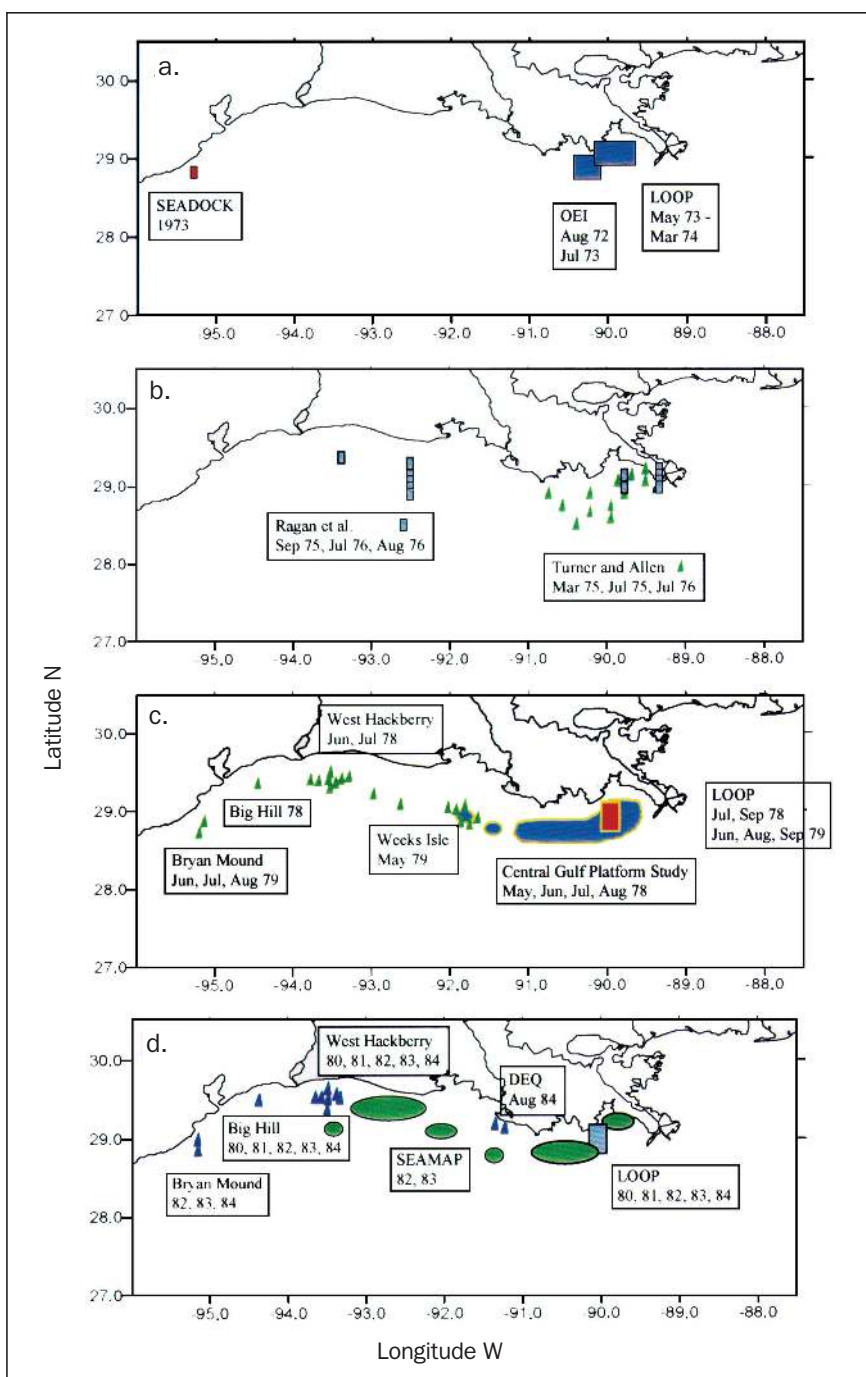 a.
30.0
29.0
28.0
27.0
SEADOCK
1973
OEI
Aug 72
Jul 73
LOOP
May 73 -
Mar 74
-95.0 -94.0 -93.0 -92.0 -91.0 -90.0 -89.0 -88.0
b.
30.0
29.0
28.0
27.0
Ragan et al.
Sep 75, Jul 76, Aug 76
Turner and Allen
Mar 75, Jul 75, Jul 76
-95.0 -94.0 -93.0 -92.0 -91.0 -90.0 -89.0 -88.0
Latitude N
c.
30.0
29.0
28.0
27.0
West Hackberry
Jun, Jul 78
Big Hill 78
Bryan Mound
Jun, Jul, Aug 79
Weeks Isle
May 79
LOOP
Jul, Sep 78
Jun, Aug, Sep 79
Central Gulf Platform Study
May, Jun, Jul, Aug 78
-95.0 -94.0 -93.0 -92.0 -91.0 -90.0 -89.0 -88.0
d.
30.0
29.0
28.0
27.0
West Hackberry
80, 81, 82, 83, 84
DEQ
Aug 84
Big Hill
80, 81, 82, 83, 84
Bryan Mound
82, 83, 84
SEAMAP
82, 83
LOOP
80, 81, 82, 83, 84
-95.0 -94.0 -93.0 -92.0 -91.0 -90.0 -89.0 -88.0
Longitude W